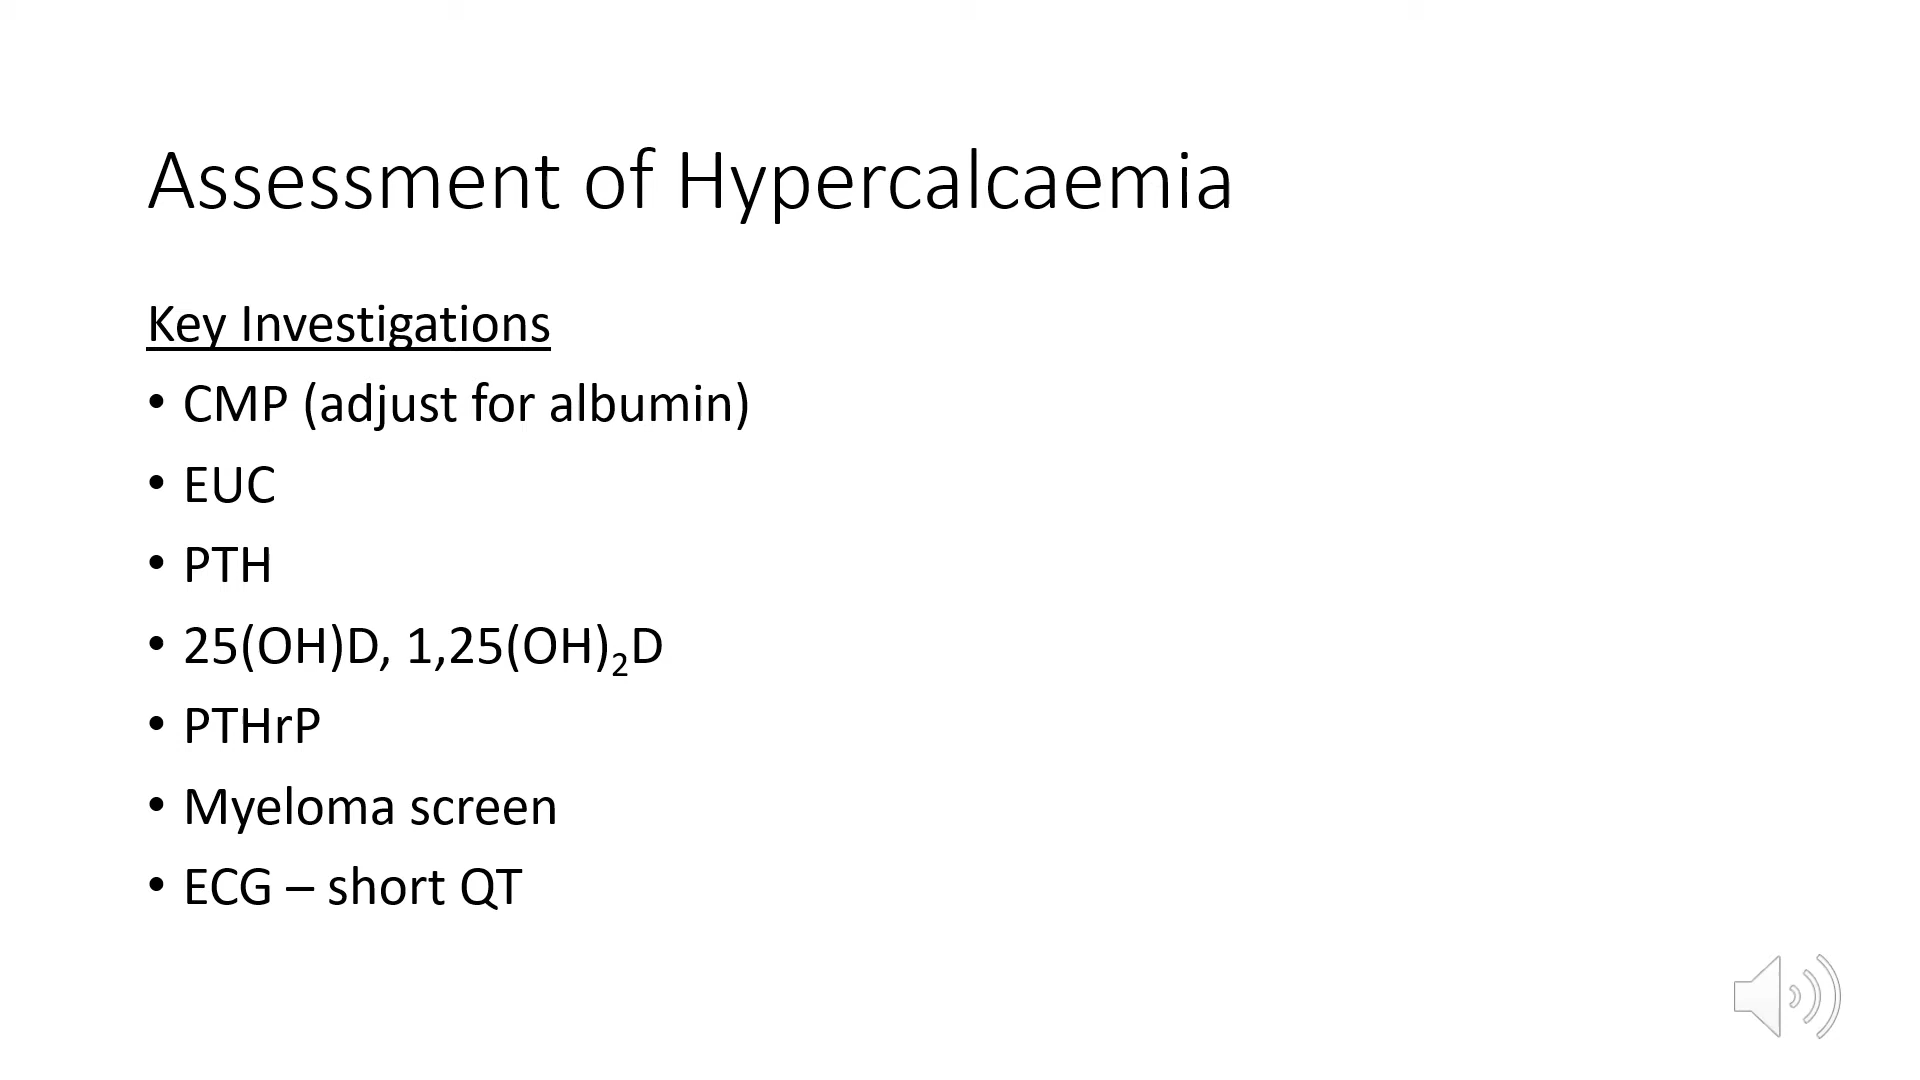 Assessment of Hypercalcaemia
Key Investigations
• CMP (adjust for albumin)
• EUC
• PTH
• 25(OH)D, 1,25(OH)₂D
• PTHrP
• Myeloma screen
• ECG – short QT